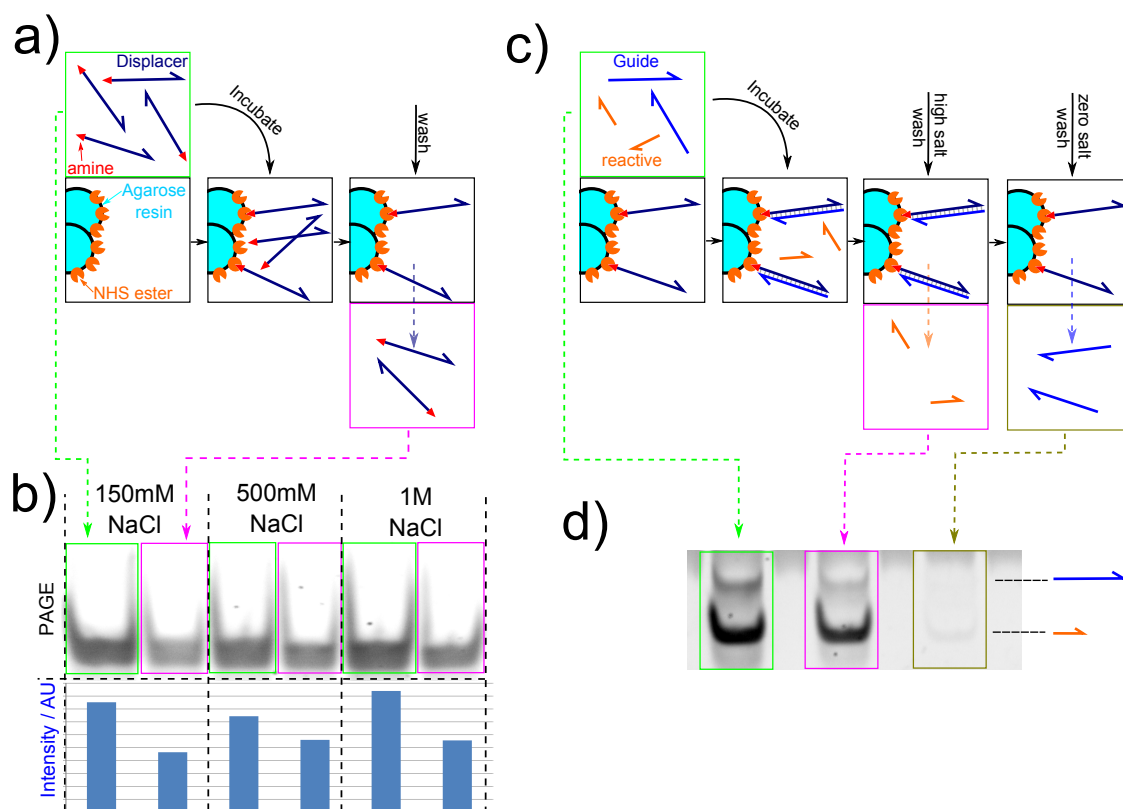 a)
Displacer
amine
Agarose
resin
NHS ester
Incubate
wash
c)
Guide
reactive
Incubate
high salt
wash
zero salt
wash
b)
150mM
NaCl
500mM
NaCl
1M
NaCl
PAGE
Intensity / AU
d)